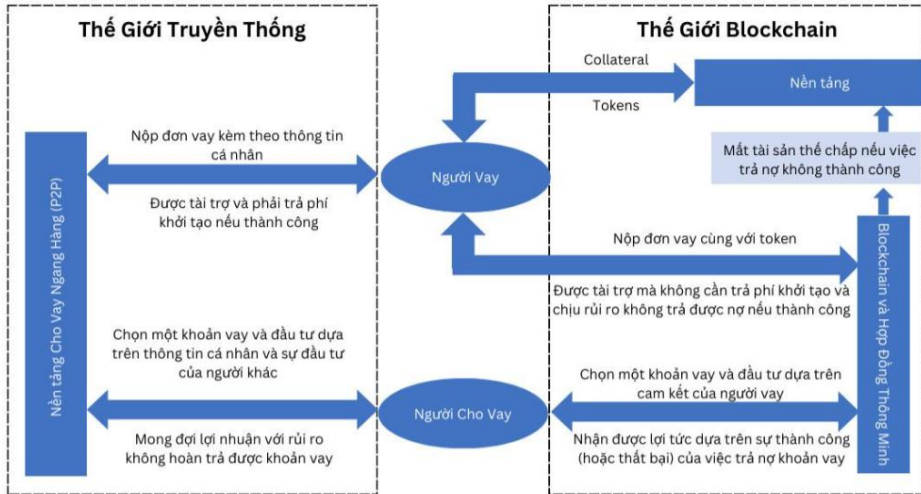 Thế Giới Truyền Thống
Nền tảng Cho Vay Ngang Hàng (P2P)
Nộp đơn vay kèm theo thông tin
cá nhân
Được tài trợ và phải trả phí
khởi tạo nếu thành công
Chọn một khoản vay và đầu tư dựa
trên thông tin cá nhân và sự đầu tư
của người khác
Mong đợi lợi nhuận với rủi ro
không hoàn trả được khoản vay
Người Vay
Người Cho Vay
Thế Giới Blockchain
Collateral
Tokens
Nền tảng
Mất tài sản thế chấp nếu việc
trả nợ không thành công
Nộp đơn vay cùng với token
Được tài trợ mà không cần trả phí khởi tạo và
chịu rủi ro không trả được nợ nếu thành công
Chọn một khoản vay và đầu tư dựa trên
cam kết của người vay
Nhận được lợi tức dựa trên sự thành công
(hoặc thất bại) của việc trả nợ khoản vay
Blockchain và Hợp Đồng Thông Minh